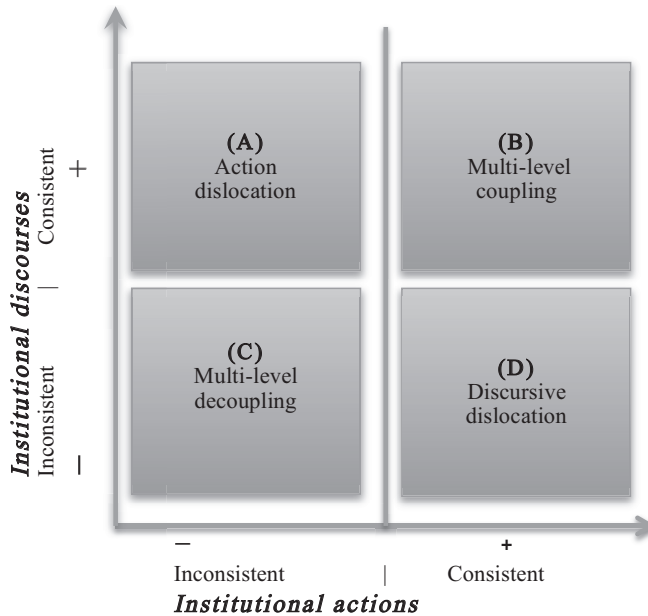 (A)
Action
dislocation
(B)
Multi-level
coupling
(C)
Multi-level
decoupling
(D)
Discursive
dislocation
Institutional discourses
Inconsistent | Consistent
− +
− +
Inconsistent | Consistent
Institutional actions